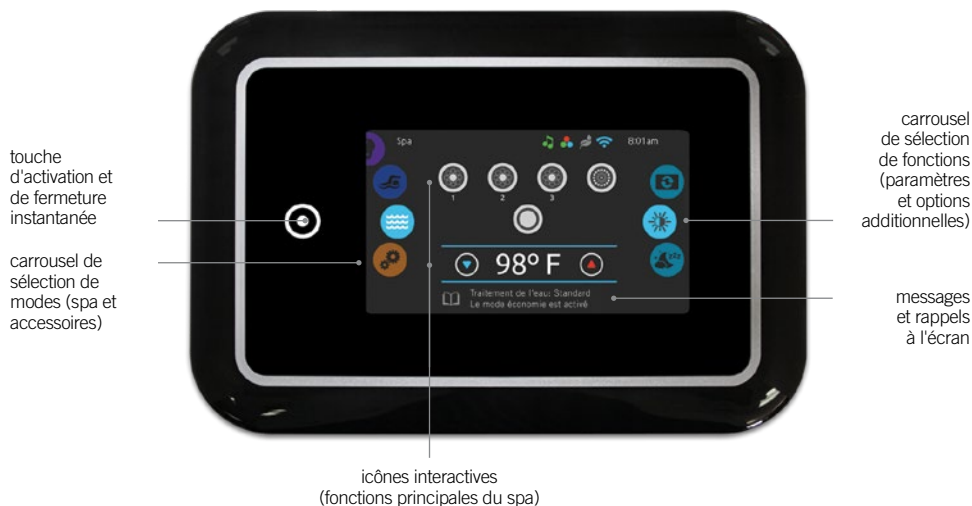 touche
d'activation et
de fermeture
instantanée
carrousel de
sélection de
modes (spa et
accessoires)
Spa
8:01am
1 2 3
98° F
Traitement de l'eau: Standard
Le mode économie est activé
carrousel
de sélection
de fonctions
(paramètres
et options
additionnelles)
messages
et rappels
à l'écran
icônes interactives
(fonctions principales du spa)